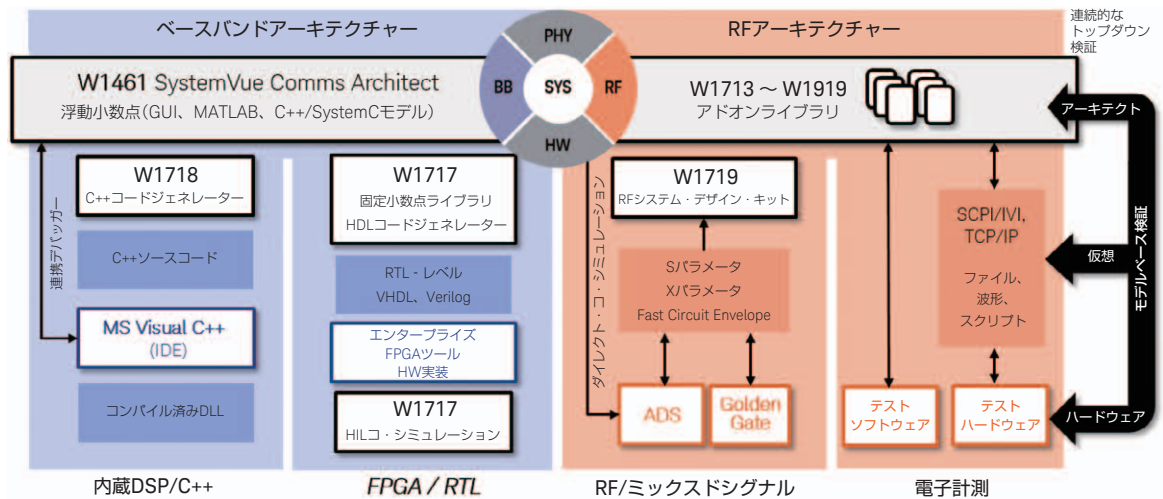 ベースバンドアーキテクチャー
RFアーキテクチャー
連続的な
トップダウン
検証
W1461 SystemVue Comms Architect
浮動小数点（GUI、MATLAB、C++/SystemCモデル）
PHY
BB
SYS
RF
HW
W1713 ～ W1919
アドオンライブラリ
アーキテクト
仮想
ハードウェア
モデルベース検証
連携デバッガー
W1718
C++コードジェネレーター
C++ソースコード
MS Visual C++
(IDE)
コンパイル済みDLL
内蔵DSP/C++
W1717
固定小数点ライブラリ
HDLコードジェネレーター
RTL - レベル
VHDL、Verilog
エンタープライズ
FPGAツール
HW実装
W1717
HILコ・シミュレーション
FPGA / RTL
ダイレクト・コ・シミュレーション
W1719
RFシステム・デザイン・キット
Sパラメータ
Xパラメータ
Fast Circuit Envelope
ADS
Golden
Gate
RF/ミックスドシグナル
SCPI/IVI,
TCP/IP
ファイル、
波形、
スクリプト
テスト
ソフトウェア
テスト
ハードウェア
電子計測